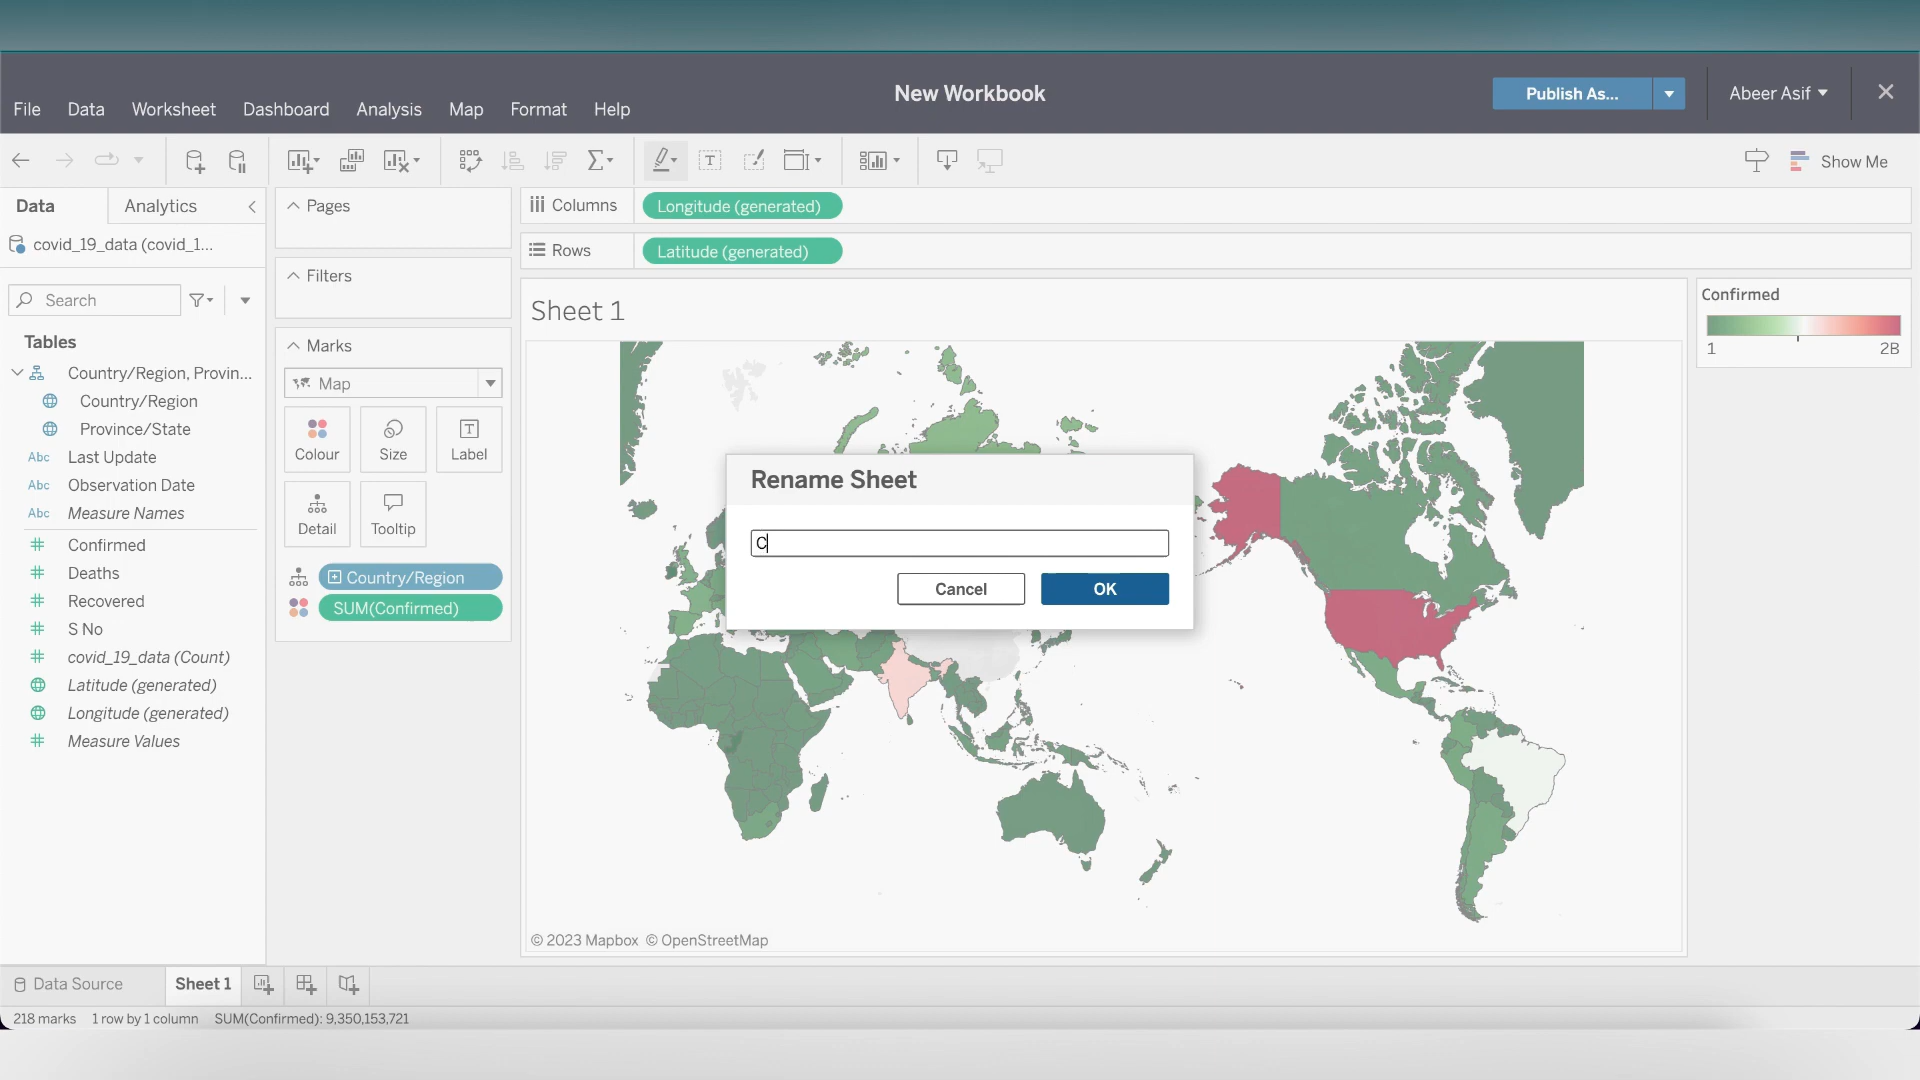 New Workbook
Publish As...
Abeer Asif
File Data Worksheet Dashboard Analysis Map Format Help
Show Me
Data Analytics
covid_19_data (covid_1...
Search
Tables
Country/Region, Provin...
Country/Region
Province/State
Abc Last Update
Abc Observation Date
Abc Measure Names
Confirmed
Deaths
Recovered
S No
covid_19_data (Count)
Latitude (generated)
Longitude (generated)
Measure Values
Pages
Filters
Marks
Map
Colour Size Label
Detail Tooltip
Country/Region
SUM(Confirmed)
Columns Longitude (generated)
Rows Latitude (generated)
Sheet 1
Rename Sheet
C
Cancel OK
© 2023 Mapbox © OpenStreetMap
Confirmed
1 2B
Data Source Sheet 1
218 marks 1 row by 1 column SUM(Confirmed): 9,350,153,721